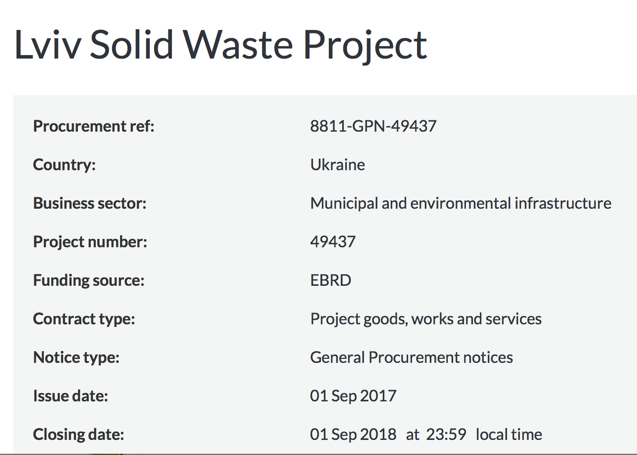 Lviv Solid Waste Project
Procurement ref: 8811-GPN-49437
Country: Ukraine
Business sector: Municipal and environmental infrastructure
Project number: 49437
Funding source: EBRD
Contract type: Project goods, works and services
Notice type: General Procurement notices
Issue date: 01 Sep 2017
Closing date: 01 Sep 2018 at 23:59 local time